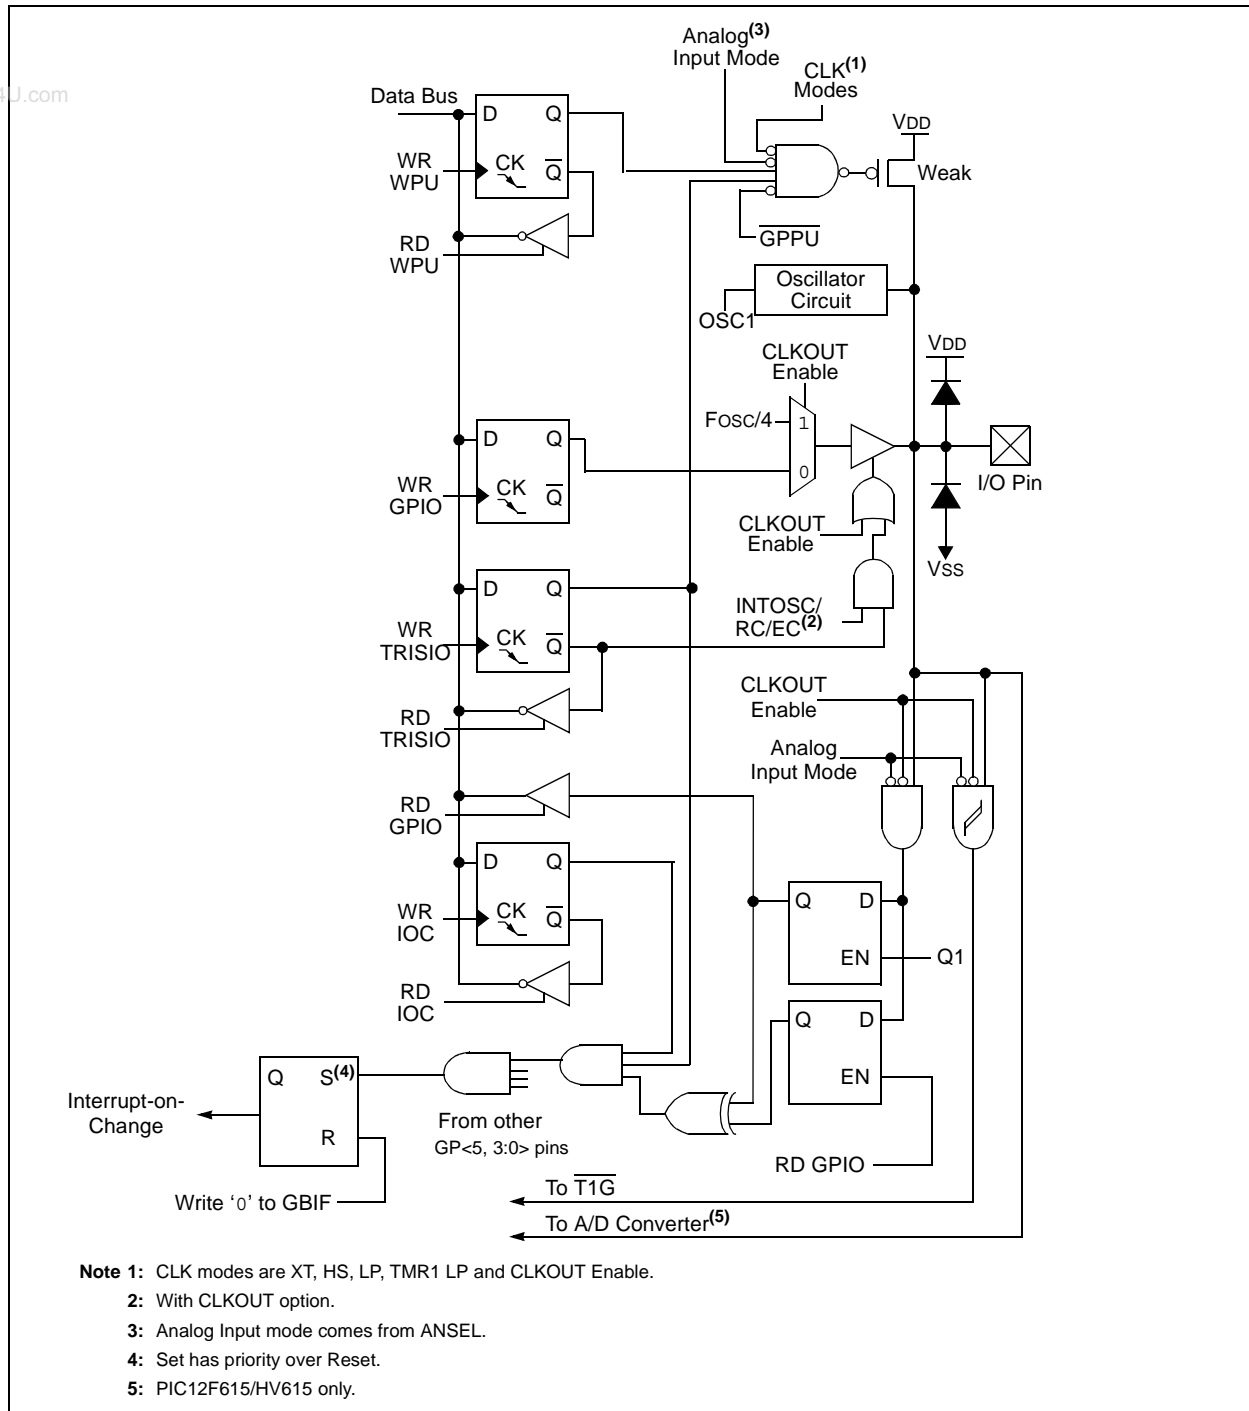 4U.com
Analog(3)
Input Mode
CLK(1)
Modes
Data Bus
D Q
VDD
WR
WPU
CK Q
Weak
RD
WPU
GPPU
Oscillator
Circuit
OSC1
VDD
CLKOUT
Enable
FOSC/4
1
D Q
0
I/O Pin
WR
GPIO
CK Q
CLKOUT
Enable
VSS
D Q
INTOSC/
RC/EC(2)
WR
TRISIO
CK Q
CLKOUT
Enable
RD
TRISIO
Analog
Input Mode
RD
GPIO
D Q
Q D
WR
IOC
CK Q
EN
Q1
RD
IOC
Q D
EN
Q S(4)
Interrupt-on-
Change
R
From other
GP<5, 3:0> pins
RD GPIO
Write ‘0’ to GBIF
To T1G
To A/D Converter(5)
Note 1: CLK modes are XT, HS, LP, TMR1 LP and CLKOUT Enable.
2: With CLKOUT option.
3: Analog Input mode comes from ANSEL.
4: Set has priority over Reset.
5: PIC12F615/HV615 only.